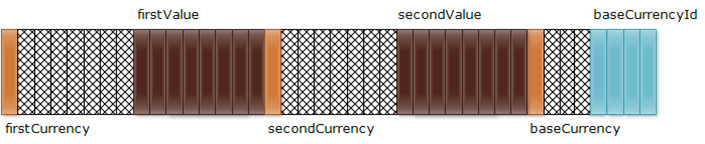 firstValue
secondValue
baseCurrencyId
firstCurrency
secondCurrency
baseCurrency